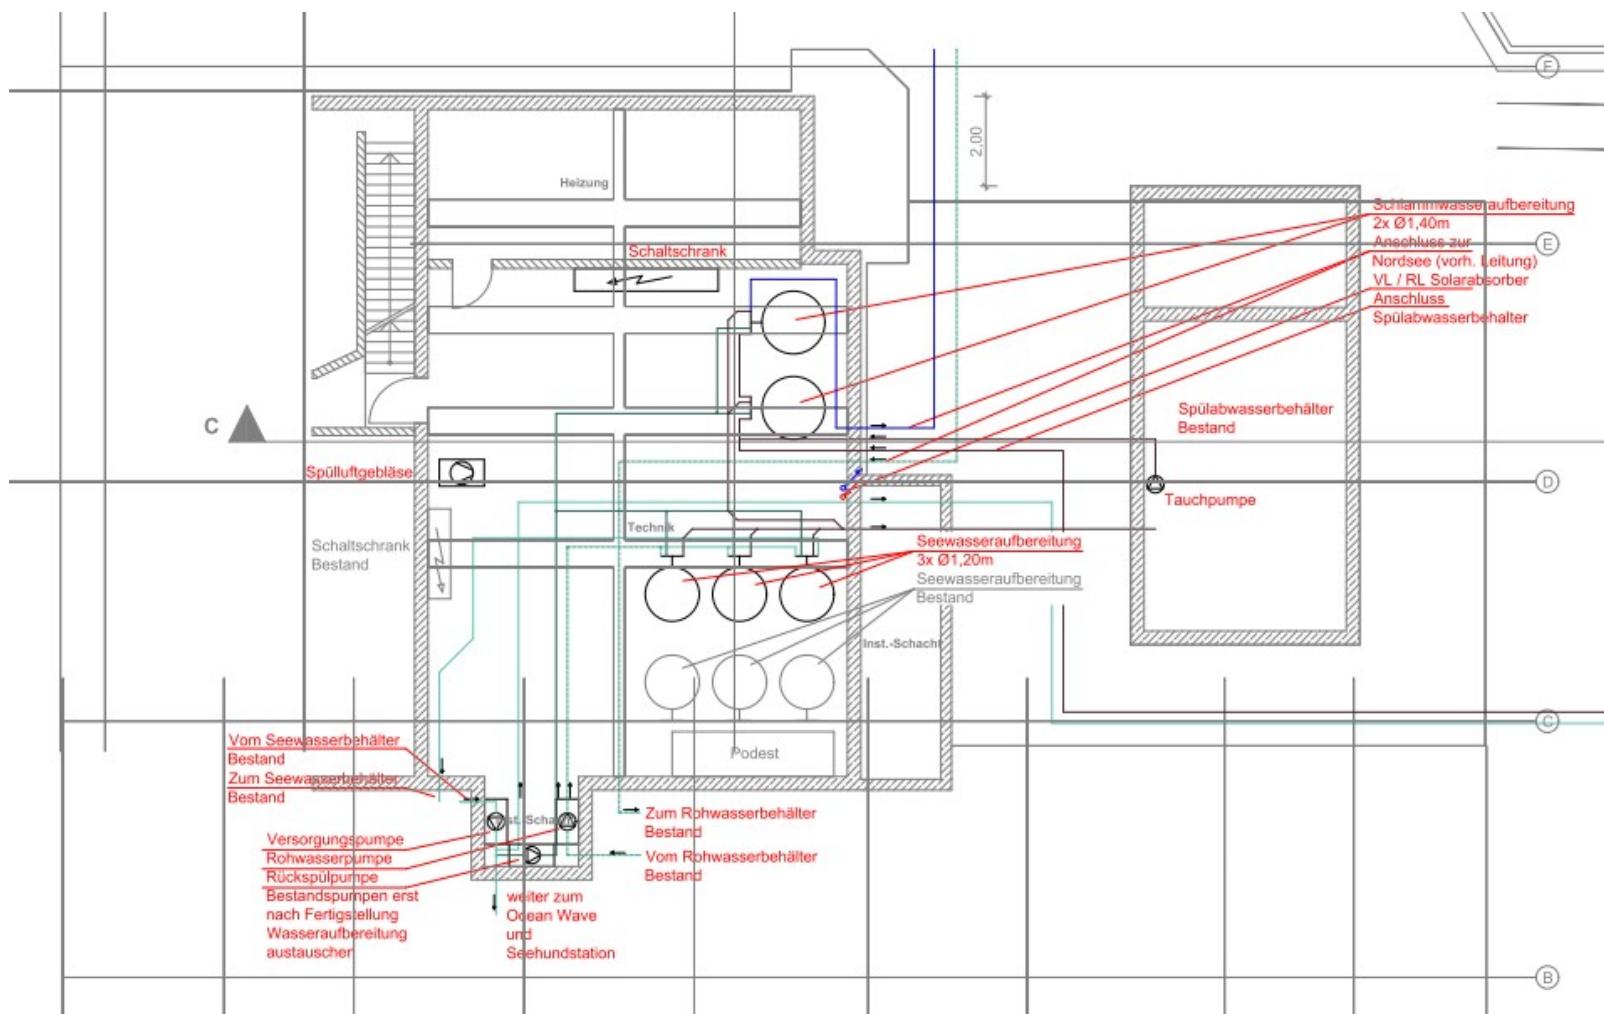 F
2,00
Heizung
Schlammwasseraufbereitung
2x Ø1,40m
Anschluss zur
Nordsee (vorh. Leitung)
VL / RL Solarabsorber
Anschluss
Spülabwasserbehalter
E
Schaltschrank
C
Spülabwasserbehälter
Bestand
Spülluftgebläse
D
Tauchpumpe
Schaltschrank
Bestand
Technik
Seewasseraufbereitung
3x Ø1,20m
Seewasseraufbereitung
Bestand
Inst.-Schacht
C
Vom Seewasserbehälter
Bestand
Zum Seewasserbehälter
Bestand
Podest
Zum Rohwasserbehälter
Bestand
Vom Rohwasserbehälter
Bestand
Versorgungspumpe
Rohwasserpumpe
Rückspülpumpe
Bestandspumpen erst
nach Fertigstellung
Wasseraufbereitung
austauschen
weiter zum
Ocean Wave
und
Seehundstation
B